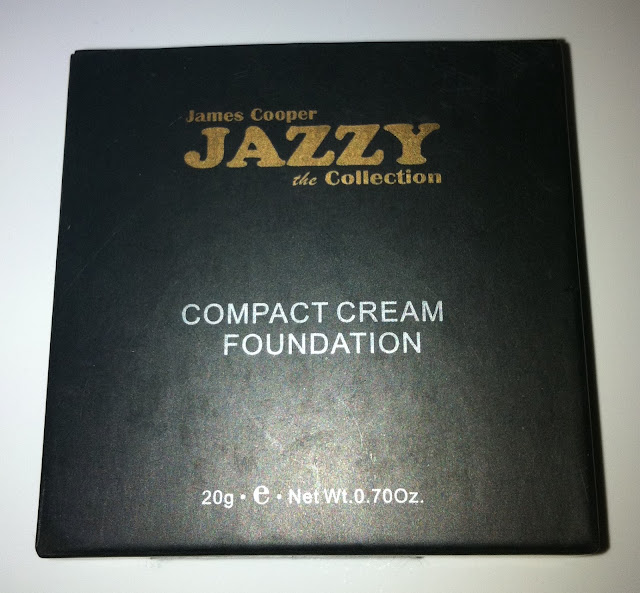 James Cooper
JAZZY
the Collection
COMPACT CREAM
FOUNDATION
20g · ℮ · Net Wt.0.70Oz.